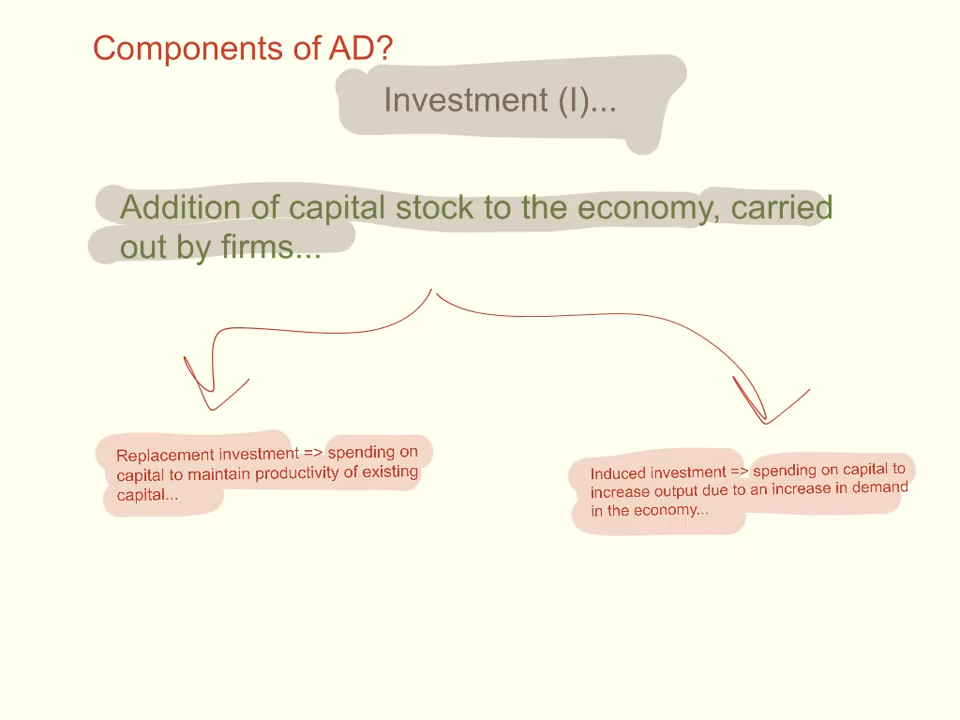 Components of AD?
Investment (I)...
Addition of capital stock to the economy, carried
out by firms...
Replacement investment => spending on
capital to maintain productivity of existing
capital...
Induced investment => spending on capital to
increase output due to an increase in demand
in the economy...